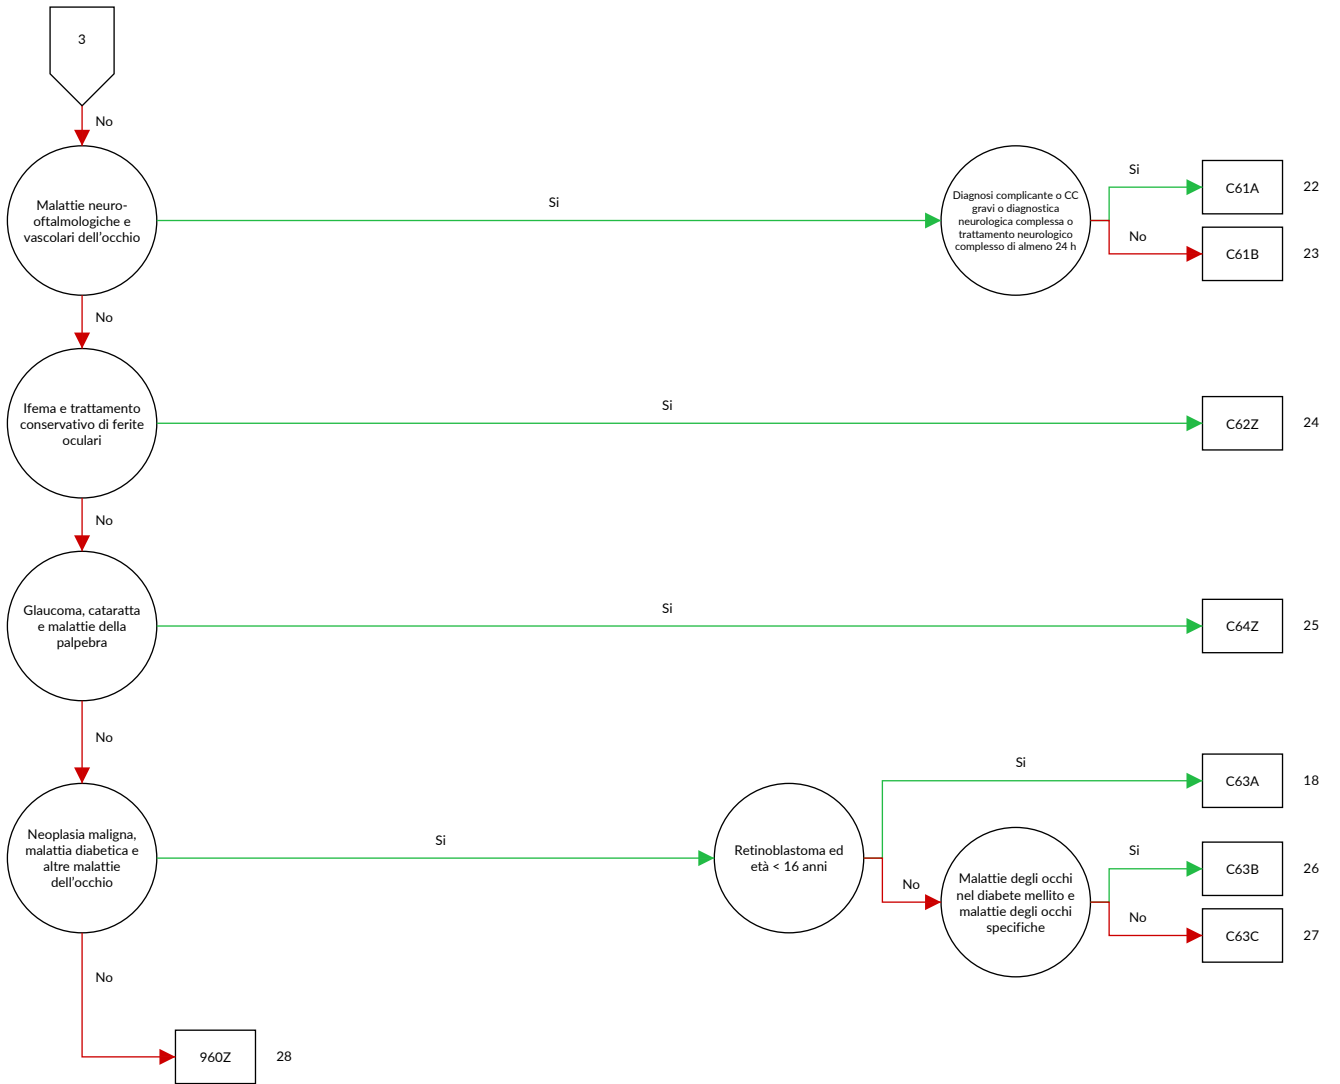 3
No
Malattie neuro-
oftalmologiche e
vascolari dell'occhio
Si
Diagnosi complicante o CC
gravi o diagnostica
neurologica complessa o
trattamento neurologico
complesso di almeno 24 h
Si
C61A
22
No
C61B
23
No
Ifema e trattamento
conservativo di ferite
oculari
Si
C62Z
24
No
Glaucoma, cataratta
e malattie della
palpebra
Si
C64Z
25
No
Neoplasia maligna,
malattia diabetica e
altre malattie
dell'occhio
Si
Retinoblastoma ed
età < 16 anni
Si
C63A
18
No
Malattie degli occhi
nel diabete mellito e
malattie degli occhi
specifiche
Si
C63B
26
No
C63C
27
No
960Z
28